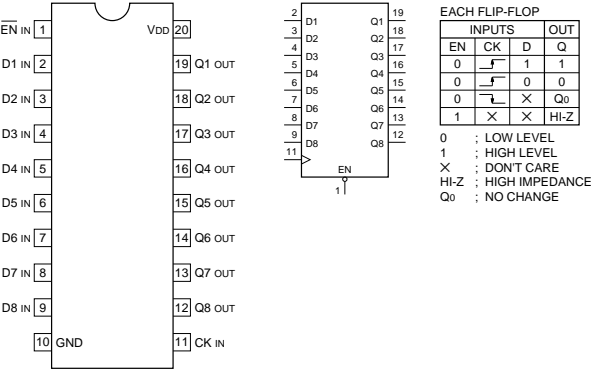 EN IN 1
D1 IN 2
D2 IN 3
D3 IN 4
D4 IN 5
D5 IN 6
D6 IN 7
D7 IN 8
D8 IN 9
10 GND
VDD 20
19 Q1 OUT
18 Q2 OUT
17 Q3 OUT
16 Q4 OUT
15 Q5 OUT
14 Q6 OUT
13 Q7 OUT
12 Q8 OUT
11 CK IN
2 D1 Q1 19
3 D2 Q2 18
4 D3 Q3 17
5 D4 Q4 16
6 D5 Q5 15
7 D6 Q6 14
8 D7 Q7 13
9 D8 Q8 12
11
EN
1
EACH FLIP-FLOP
INPUTS OUT
EN CK D Q
0 1 1
0 0 0
0 X Q0
1 X X HI-Z
0 ; LOW LEVEL
1 ; HIGH LEVEL
X ; DON'T CARE
HI-Z ; HIGH IMPEDANCE
Q0 ; NO CHANGE